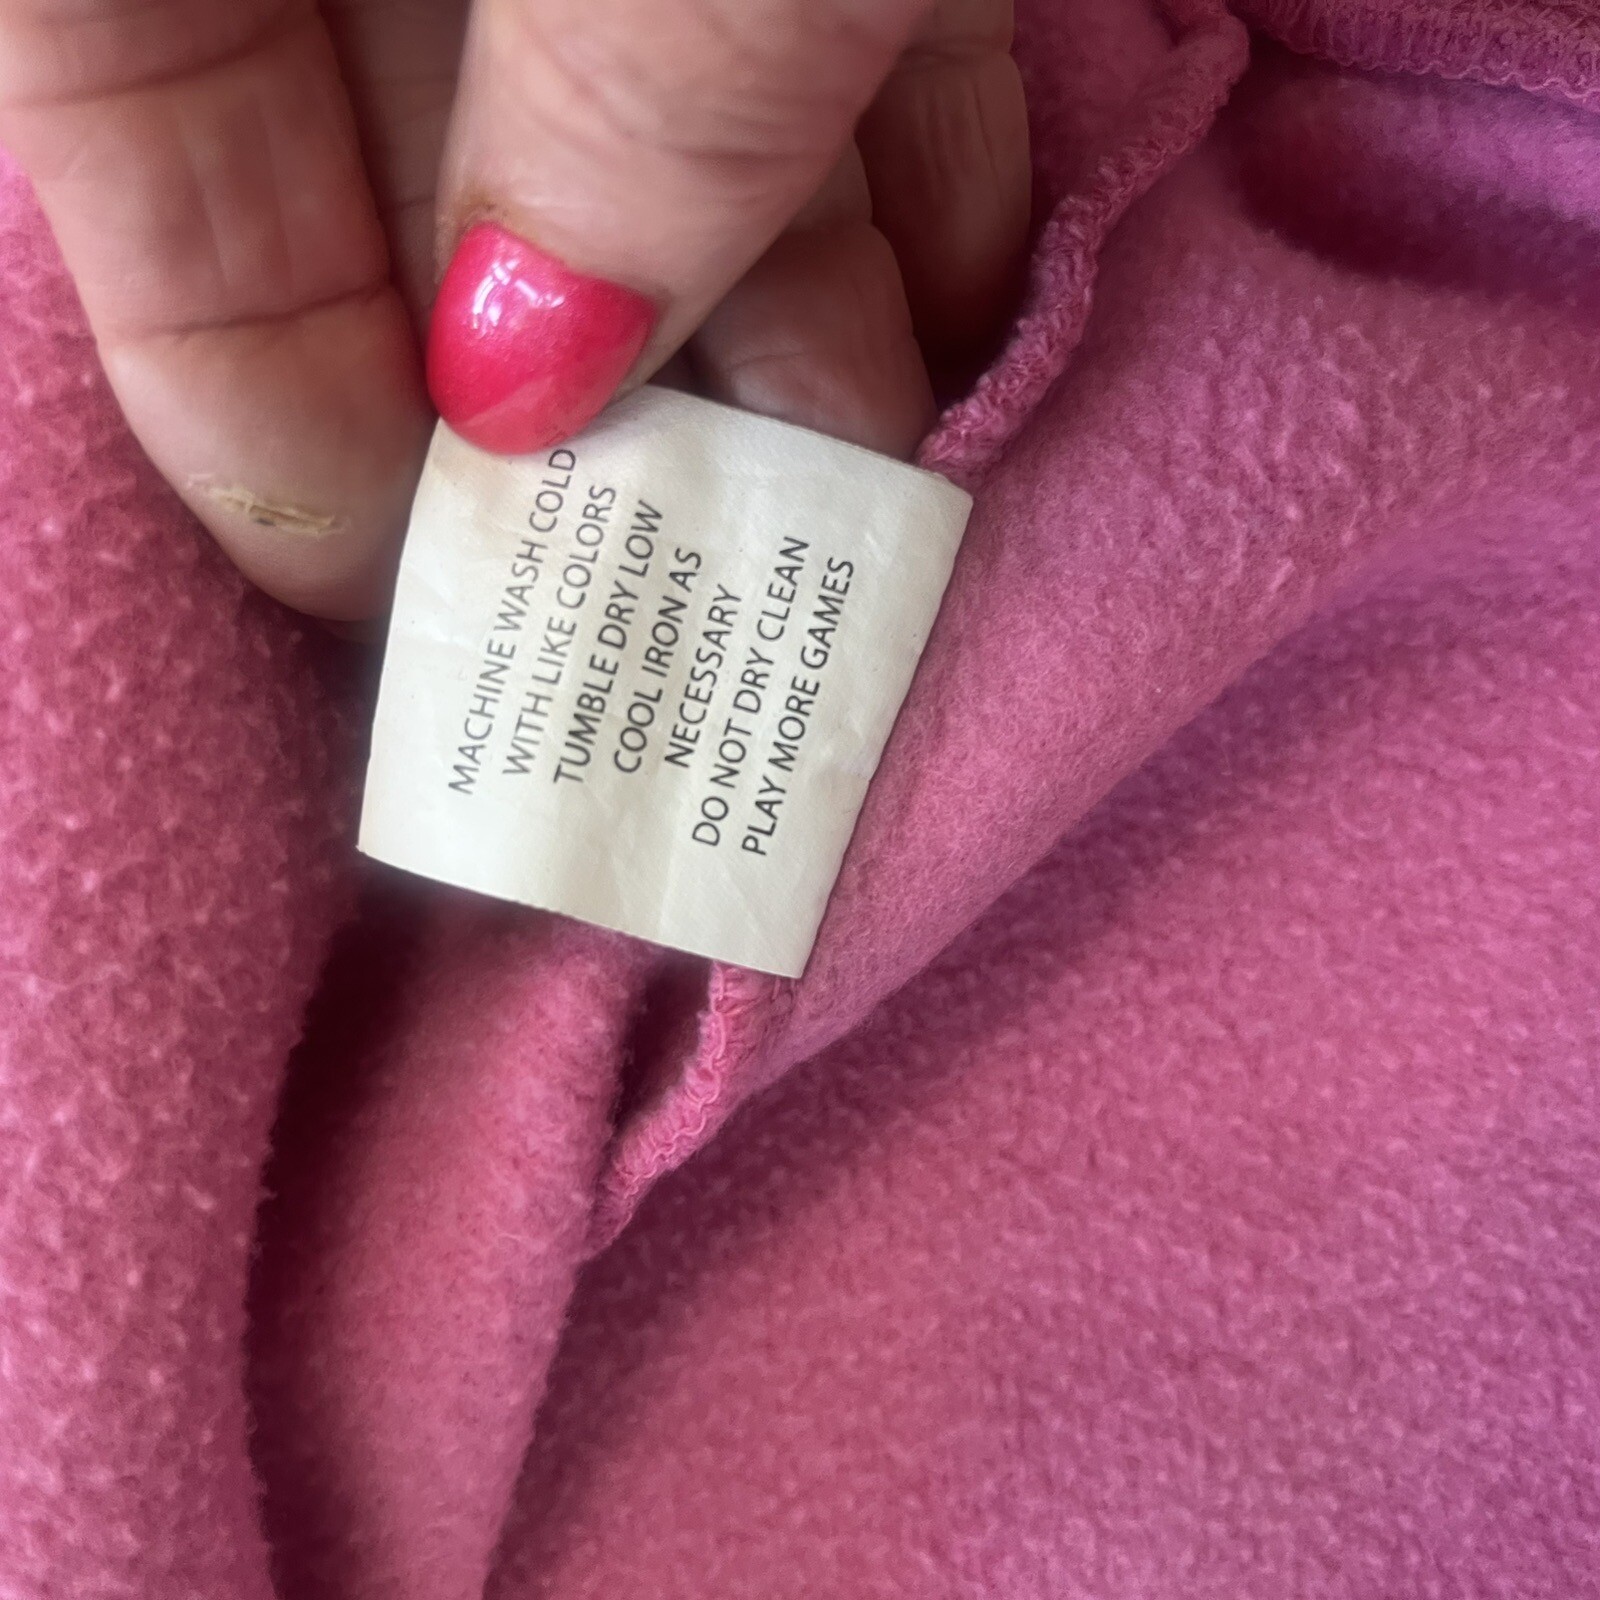 MACHINE WASH COLD
WITH LIKE COLORS
TUMBLE DRY LOW
COOL IRON AS
NECESSARY
DO NOT DRY CLEAN
PLAY MORE GAMES